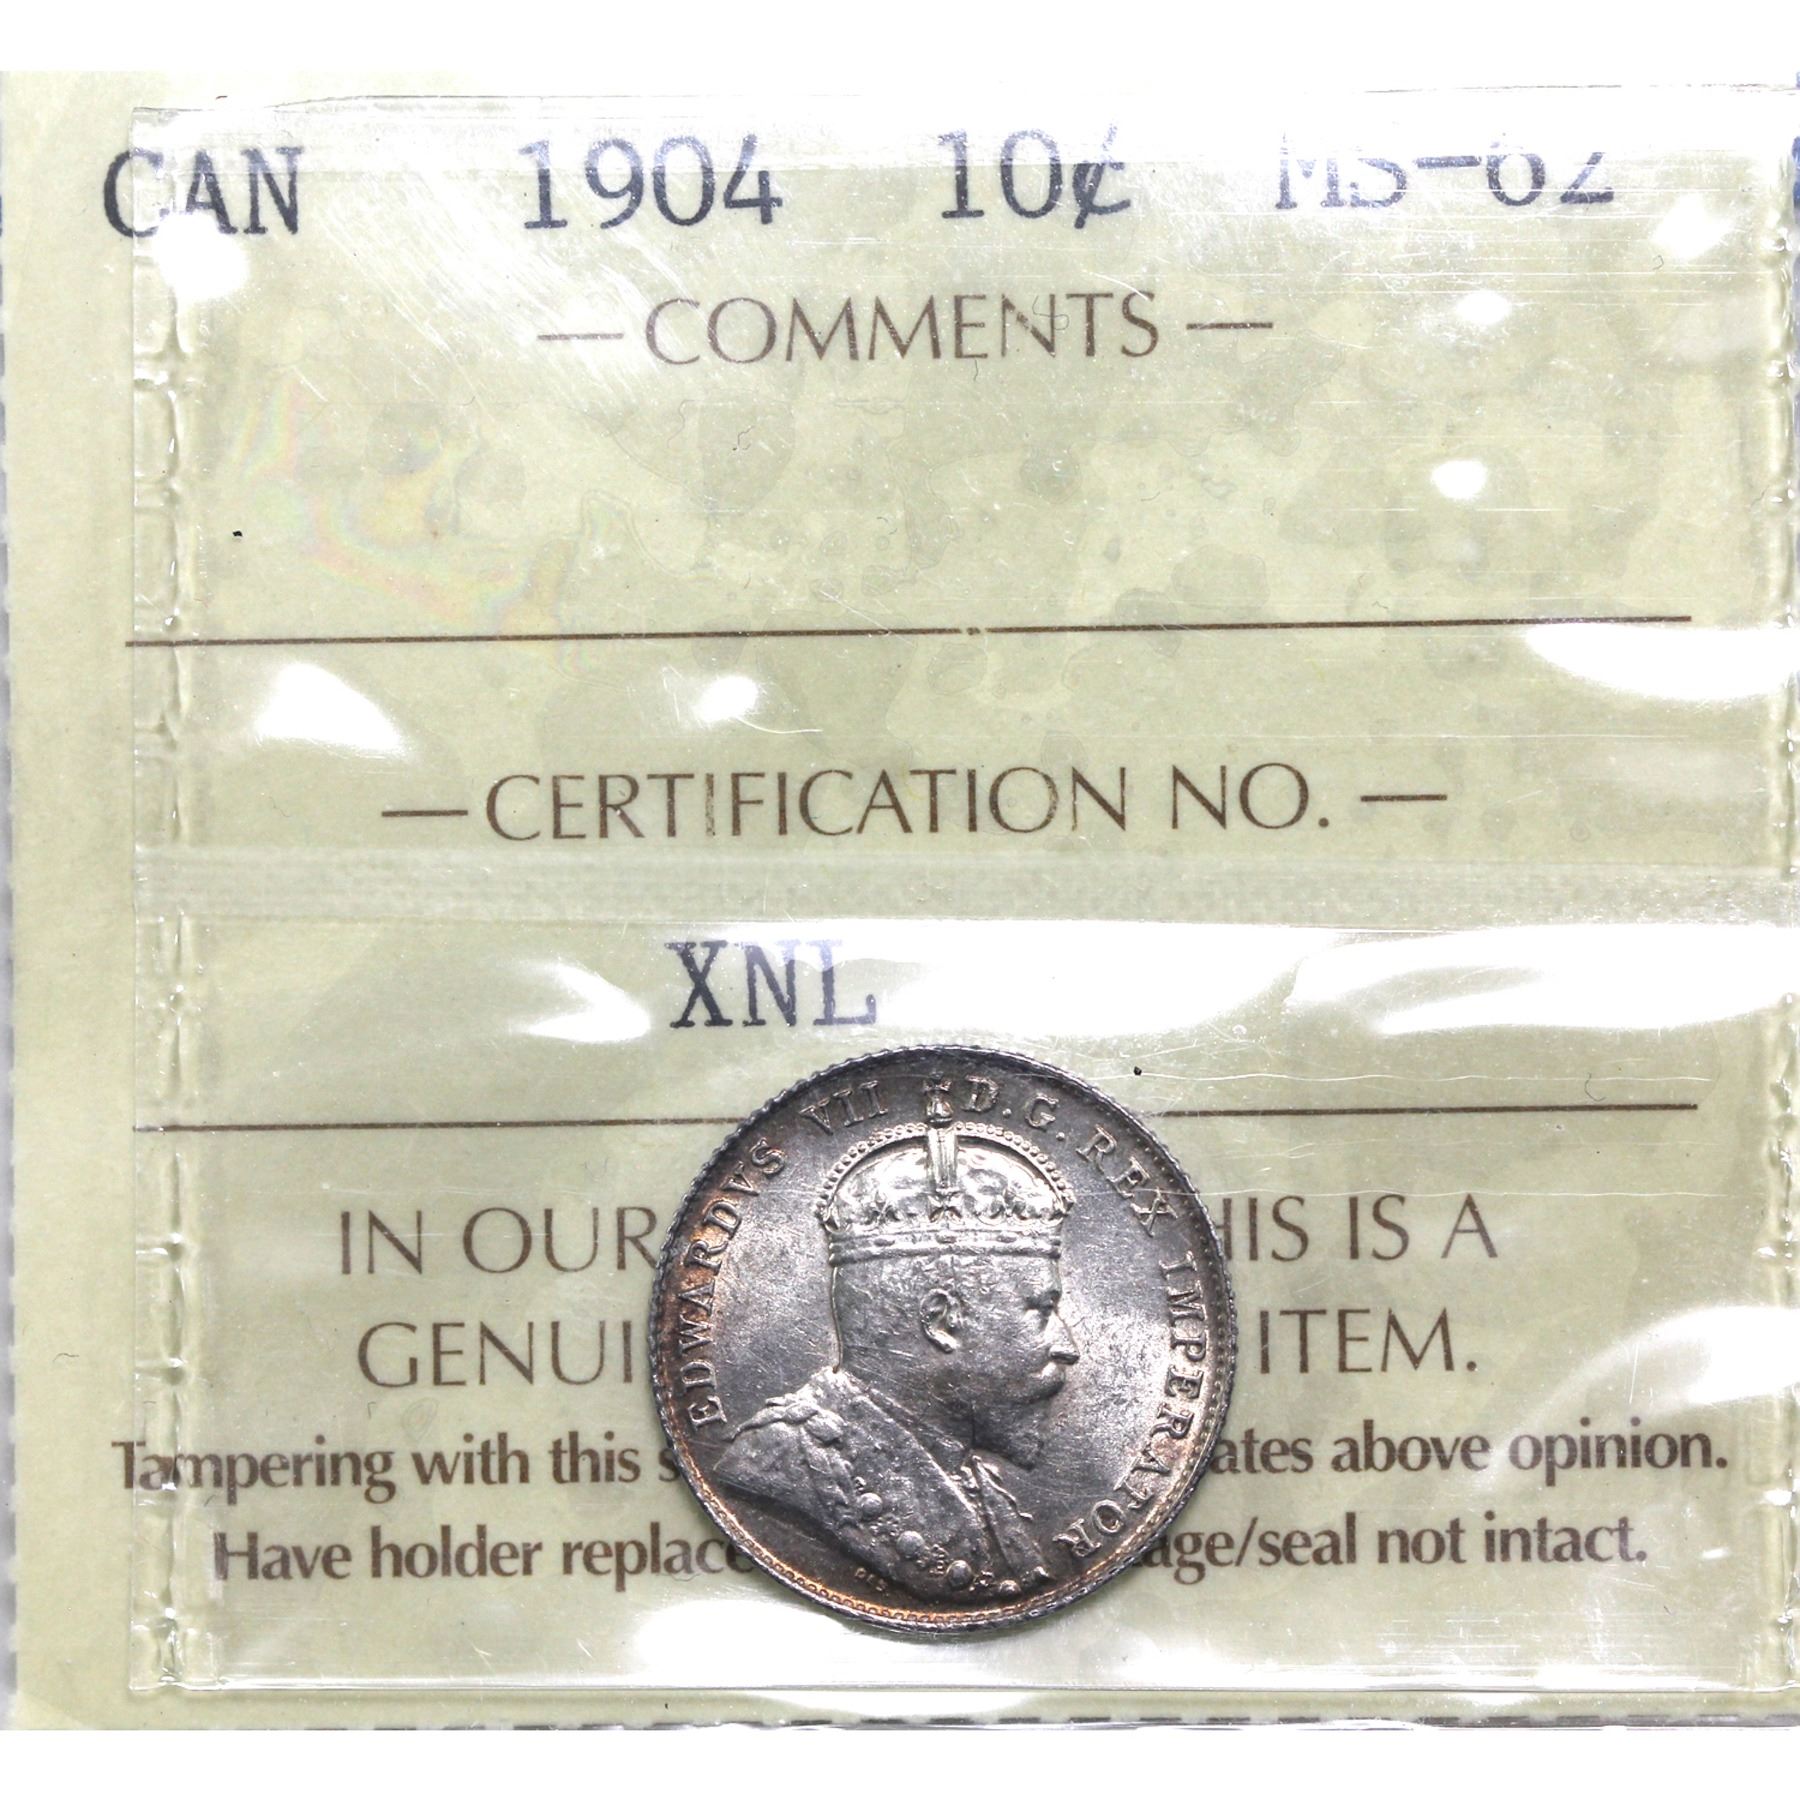 CAN 1904 10¢ MS-62
— COMMENTS —
— CERTIFICATION NO. —
XNL
EDWARDVS VII D.G. REX IMPERATOR
IN OUR HIS IS A
GENUI ITEM.
Tampering with this s ates above opinion.
Have holder replace age/seal not intact.